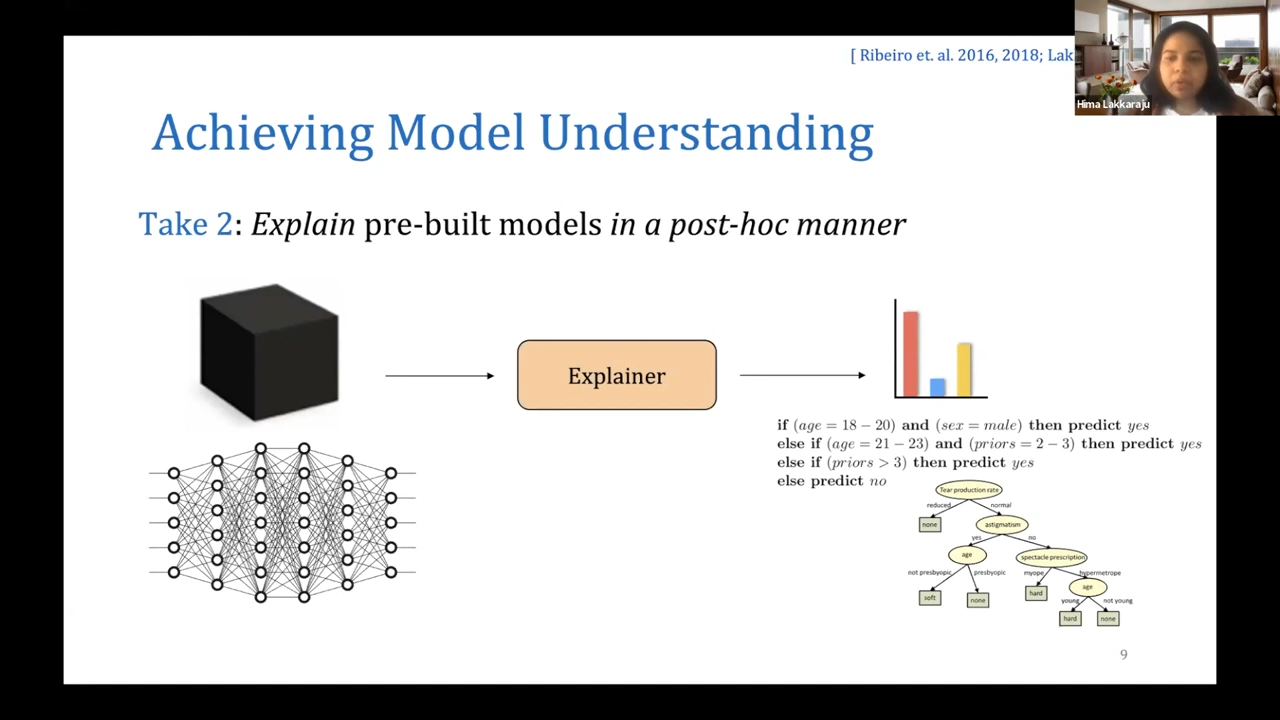 [ Ribeiro et. al. 2016, 2018; Lak
Hima Lakkaraju
Achieving Model Understanding
Take 2: Explain pre-built models in a post-hoc manner
Explainer
if (age = 18 − 20) and (sex = male) then predict yes
else if (age = 21 − 23) and (priors = 2 − 3) then predict yes
else if (priors > 3) then predict yes
else predict no
Tear production rate
reduced normal
none astigmatism
yes no
age spectacle prescription
not presbyopic presbyopic myope hypermetrope
soft none hard age
young not young
hard none
9